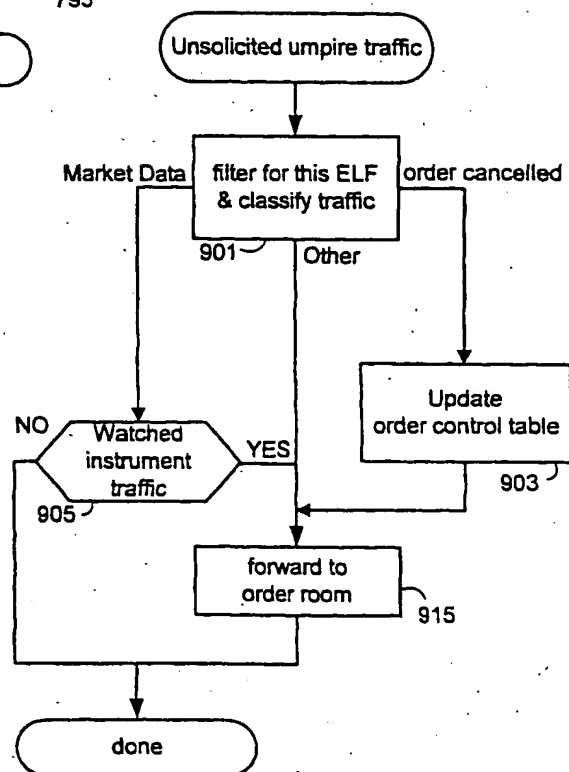 795
Unsolicited umpire traffic
Market Data
filter for this ELF
& classify traffic
order cancelled
901
Other
Update
order control table
903
NO
Watched
instrument
traffic
YES
905
forward to
order room
915
done